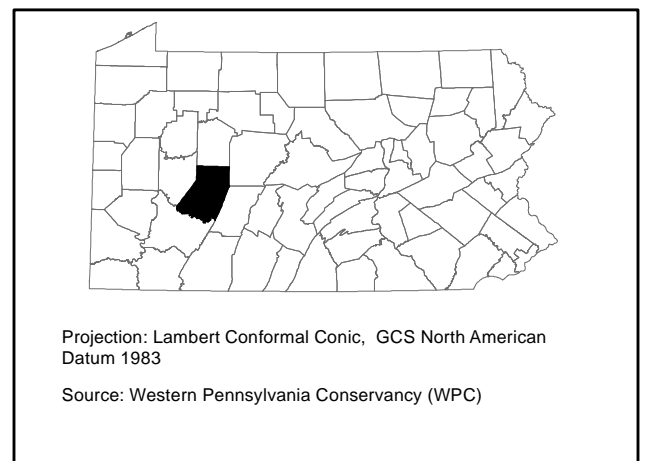 Projection: Lambert Conformal Conic, GCS North American
Datum 1983
Source: Western Pennsylvania Conservancy (WPC)